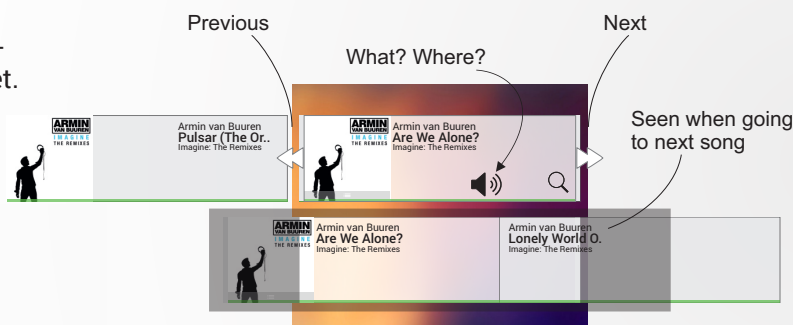 et.
Previous
Next
What? Where?
Seen when going
to next song
ARMIN
VAN BUUREN
IMAGINE
THE REMIXES
Armin van Buuren
Pulsar (The Or..
Imagine: The Remixes
ARMIN
VAN BUUREN
IMAGINE
THE REMIXES
Armin van Buuren
Are We Alone?
Imagine: The Remixes
ARMIN
VAN BUUREN
IMAGINE
THE REMIXES
Armin van Buuren
Are We Alone?
Imagine: The Remixes
Armin van Buuren
Lonely World O.
Imagine: The Remixes